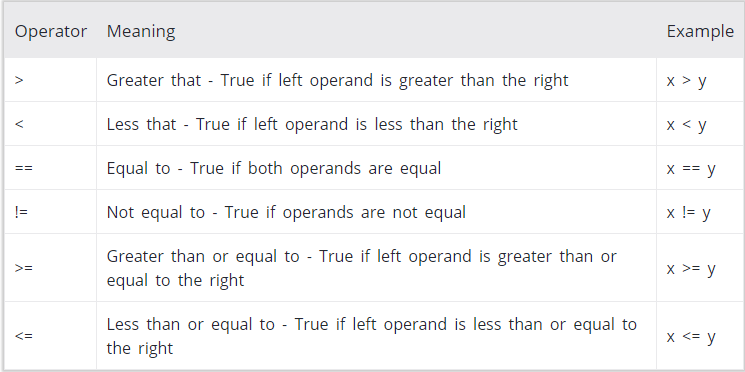 Operator Meaning Example
> Greater that - True if left operand is greater than the right x > y
< Less that - True if left operand is less than the right x < y
== Equal to - True if both operands are equal x == y
!= Not equal to - True if operands are not equal x != y
>= Greater than or equal to - True if left operand is greater than or
equal to the right x >= y
<= Less than or equal to - True if left operand is less than or equal to
the right x <= y